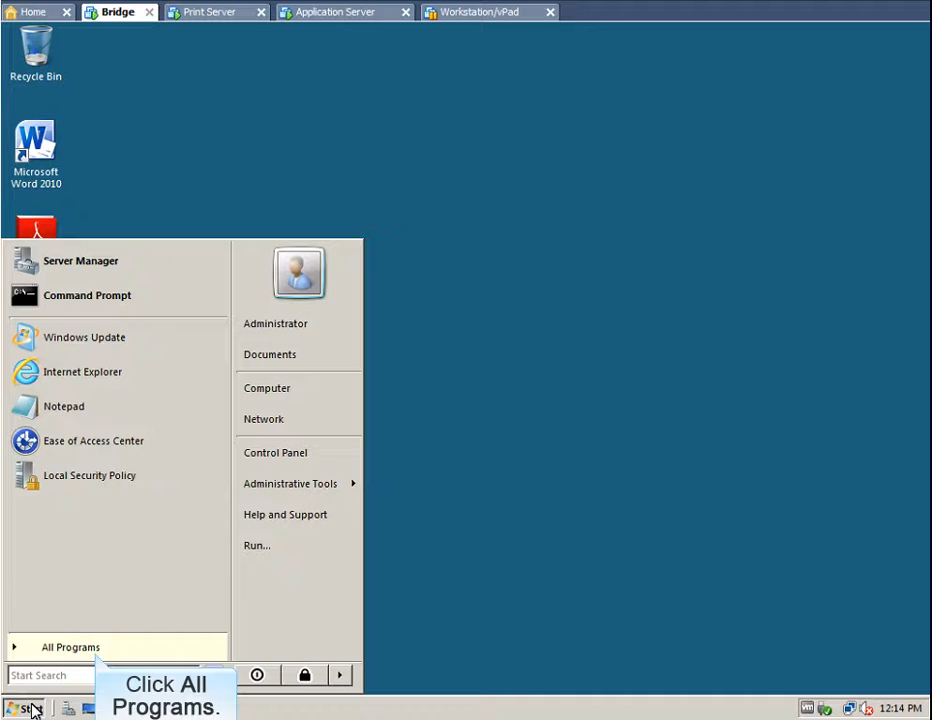 Home
Bridge
Print Server
Application Server
Workstation/vPad
Recycle Bin
Microsoft
Word 2010
Server Manager
Command Prompt
Windows Update
Internet Explorer
Notepad
Ease of Access Center
Local Security Policy
All Programs
Start Search
Administrator
Documents
Computer
Network
Control Panel
Administrative Tools
Help and Support
Run...
Click All
Programs.
12:14 PM